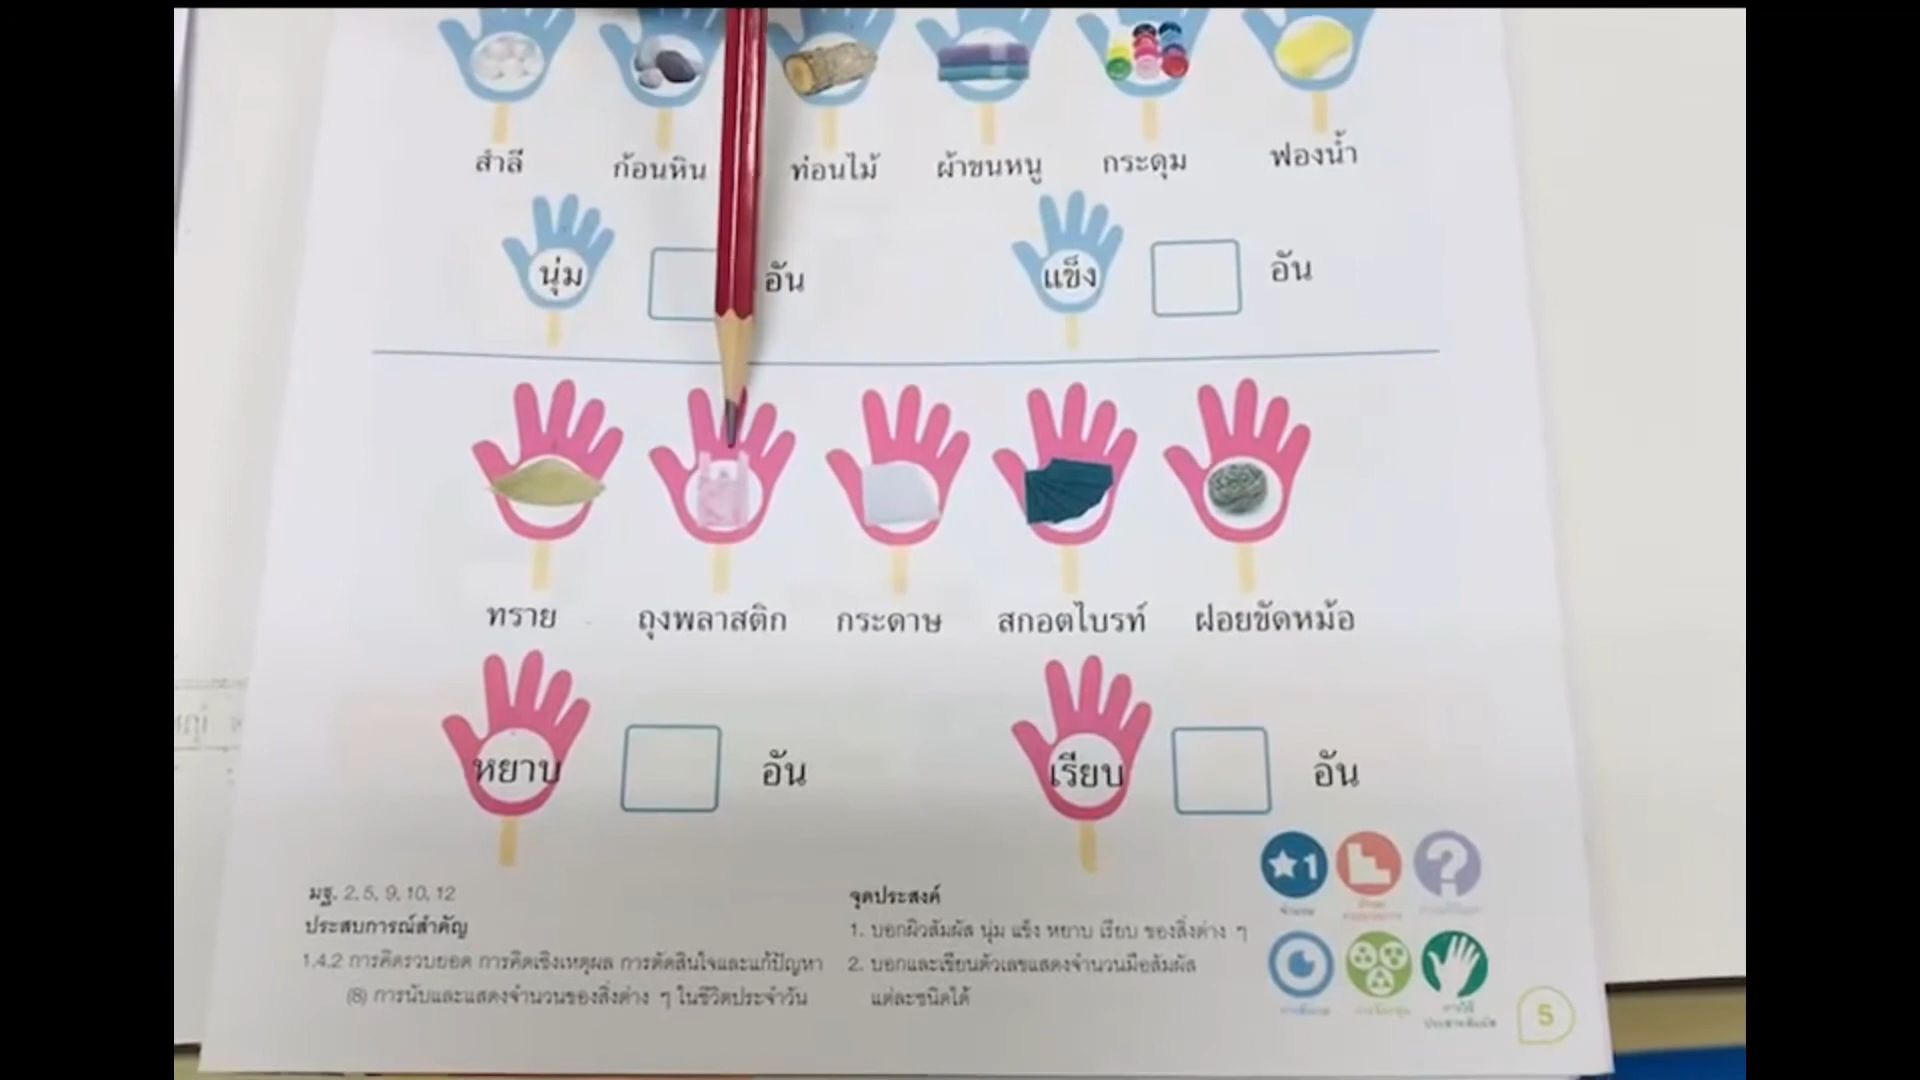 สำลี ก้อนหิน ท่อนไม้ ผ้าขนหนู กระดุม ฟองน้ำ
นุ่ม อัน แข็ง อัน
ทราย ถุงพลาสติก กระดาษ สกอตไบรท์ ฝอยขัดหม้อ
หยาบ อัน เรียบ อัน
มฐ. 2, 5, 9, 10, 12
ประสบการณ์สำคัญ
1.4.2 การคิดรวบยอด การคิดเชิงเหตุผล การตัดสินใจและแก้ปัญหา
(8) การนับและแสดงจำนวนของสิ่งต่าง ๆ ในชีวิตประจำวัน
จุดประสงค์
1. บอกผิวสัมผัส นุ่ม แข็ง หยาบ เรียบ ของสิ่งต่าง ๆ
2. บอกและเขียนตัวเลขแสดงจำนวนมือสัมผัส
แต่ละชนิดได้
1
?
5